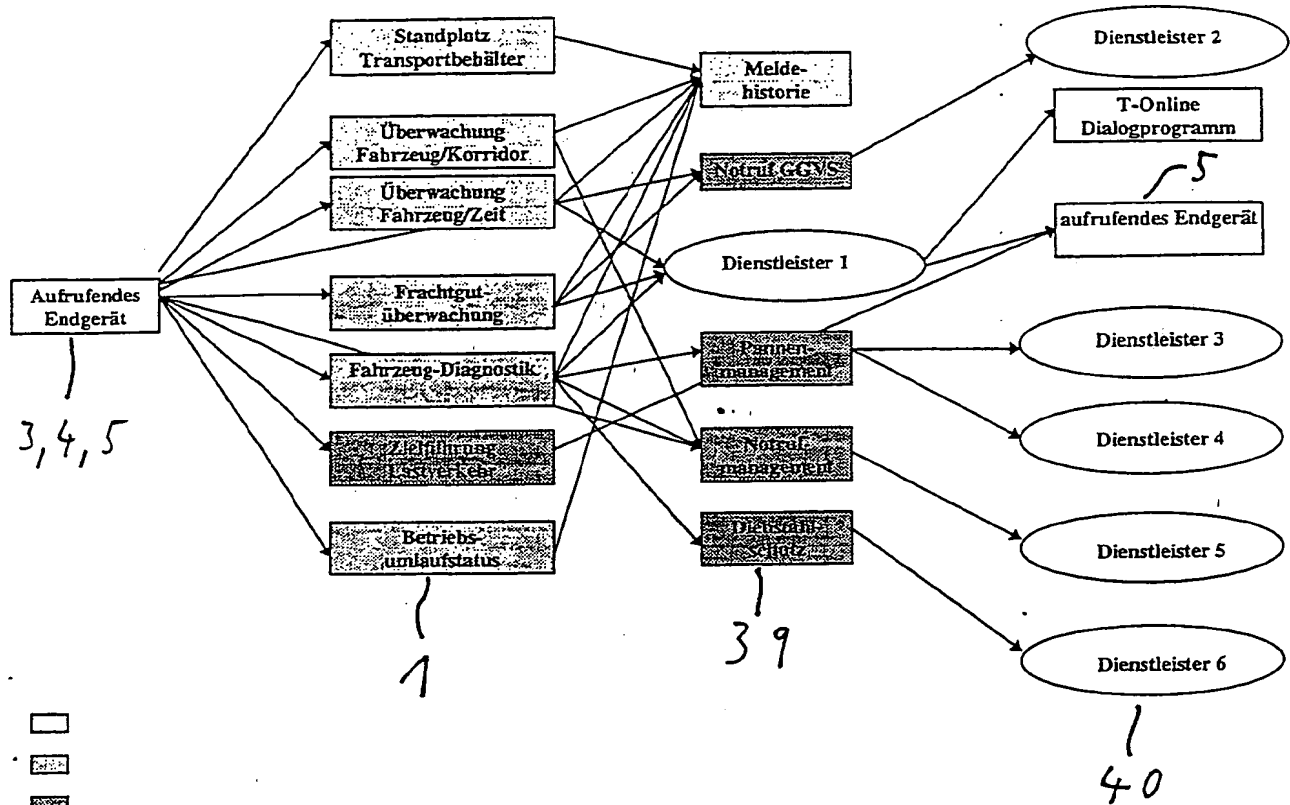 Aufrufendes
Endgerät
3, 4, 5
Standplatz
Transportbehälter
Überwachung
Fahrzeug/Korridor
Überwachung
Fahrzeug/Zeit
Frachtgut-
überwachung
Fahrzeug-Diagnostik
Zielführung
Lastverkehr
Betriebs-
umlaufstatus
1
Melde-
historie
Notruf GGVS
Dienstleister 1
Pannen
management
Notruf
management
Diebstahl-
schutz
39
Dienstleister 2
T-Online
Dialogprogramm
5
aufrufendes Endgerät
Dienstleister 3
Dienstleister 4
Dienstleister 5
Dienstleister 6
40